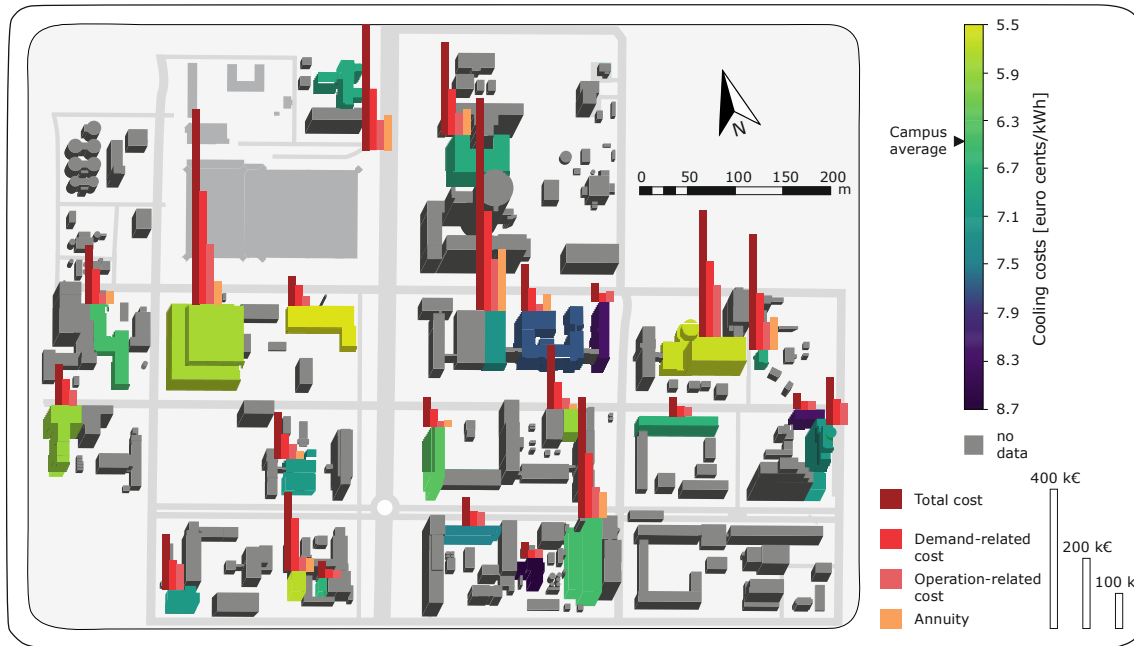 N
0 50 100 150 200
m
Campus
average
5.5
5.9
6.3
6.7
7.1
7.5
7.9
8.3
8.7
Cooling costs [euro cents/kWh]
no
data
Total cost
Demand-related
cost
Operation-related
cost
Annuity
400 k€
200 k€
100 k